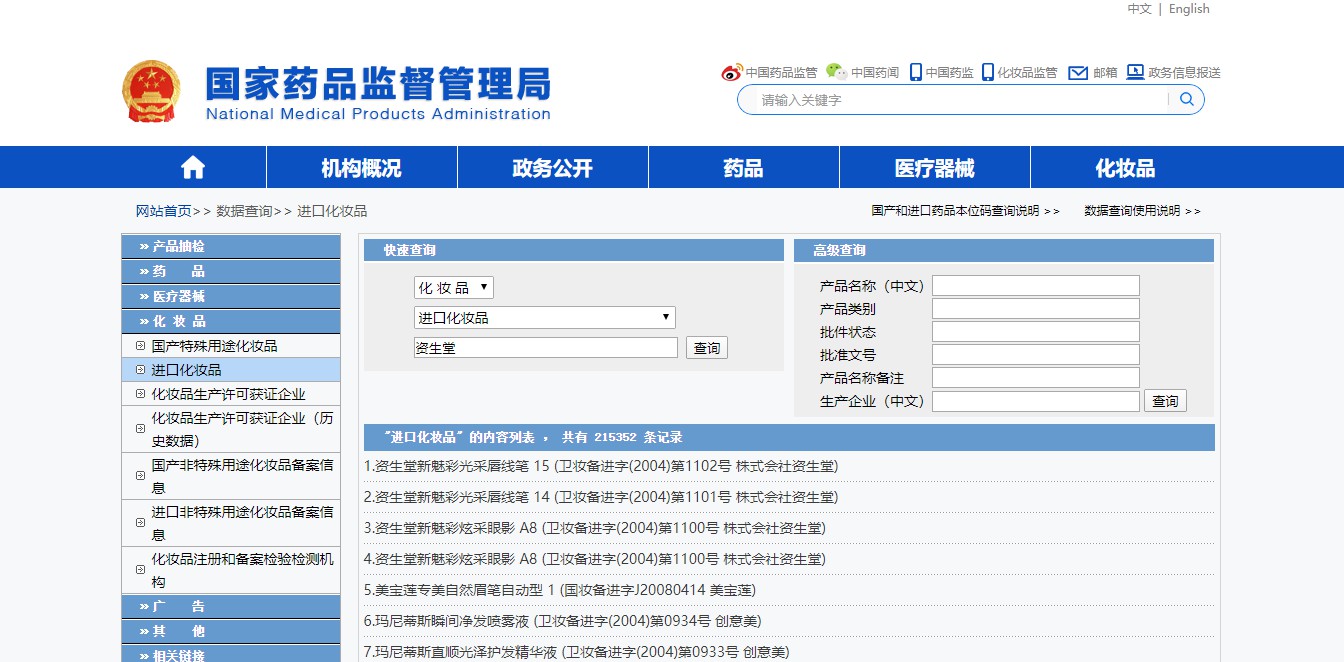 中文 | English
国家药品监督管理局
National Medical Products Administration
中国药品监管 中国药闻 中国药监 化妆品监管 邮箱 政务信息报送
请输入关键字
机构概况 政务公开 药品 医疗器械 化妆品
网站首页>> 数据查询>> 进口化妆品
国产和进口药品本位码查询说明 >> 数据查询使用说明 >>
» 产品抽检
» 药 品
» 医疗器械
» 化 妆 品
国产特殊用途化妆品
进口化妆品
化妆品生产许可获证企业
化妆品生产许可获证企业（历
史数据）
国产非特殊用途化妆品备案信
息
进口非特殊用途化妆品备案信
息
化妆品注册和备案检验检测机
构
» 广 告
» 其 他
» 相关链接
快速查询
化 妆 品
进口化妆品
资生堂 查询
高级查询
产品名称（中文）
产品类别
批件状态
批准文号
产品名称备注
生产企业（中文） 查询
"进口化妆品" 的内容列表 ， 共有 215352 条记录
1.资生堂新魅彩光采唇线笔 15 (卫妆备进字(2004)第1102号 株式会社资生堂)
2.资生堂新魅彩光采唇线笔 14 (卫妆备进字(2004)第1101号 株式会社资生堂)
3.资生堂新魅彩炫采眼影 A8 (卫妆备进字(2004)第1100号 株式会社资生堂)
4.资生堂新魅彩炫采眼影 A8 (卫妆备进字(2004)第1100号 株式会社资生堂)
5.美宝莲专美自然眉笔自动型 1 (国妆备进字J20080414 美宝莲)
6.玛尼蒂斯瞬间净发喷雾液 (卫妆备进字(2004)第0934号 创意美)
7.玛尼蒂斯直顺光泽护发精华液 (卫妆备进字(2004)第0933号 创意美)